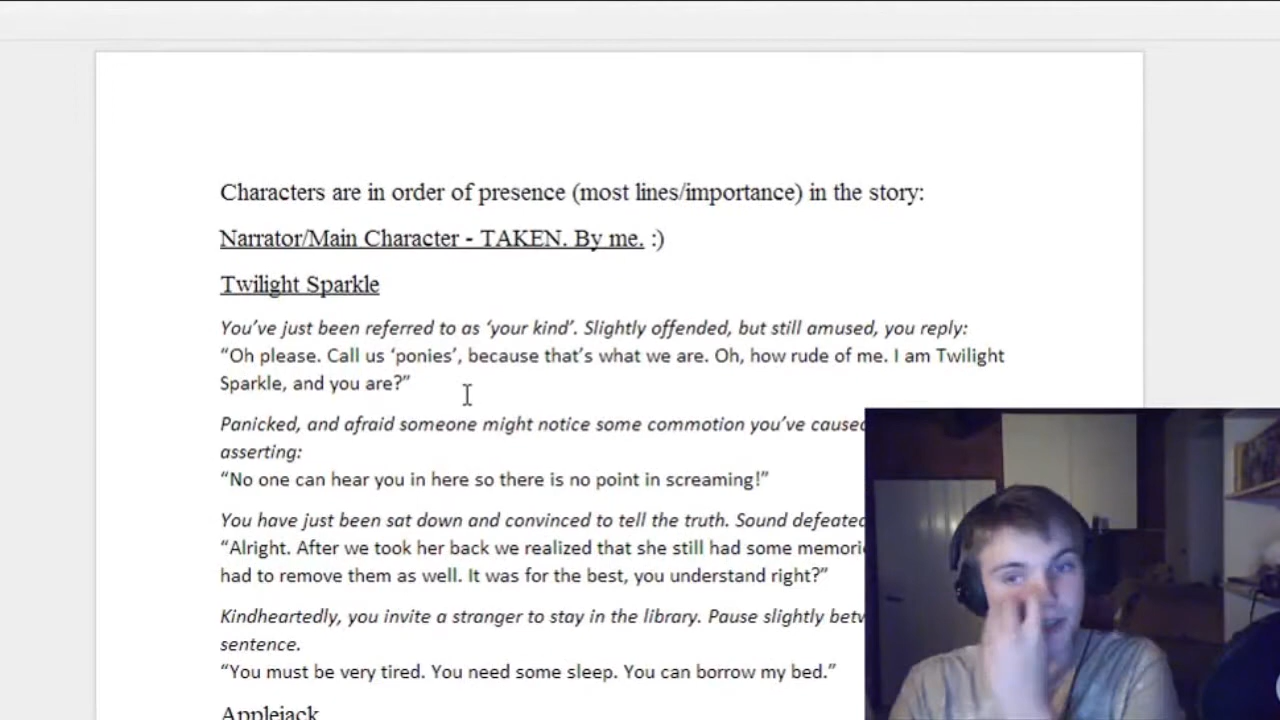 Characters are in order of presence (most lines/importance) in the story:
Narrator/Main Character - TAKEN. By me. :)
Twilight Sparkle
You’ve just been referred to as ‘your kind’. Slightly offended, but still amused, you reply:
“Oh please. Call us ‘ponies’, because that’s what we are. Oh, how rude of me. I am Twilight
Sparkle, and you are?”
Panicked, and afraid someone might notice some commotion you’ve caused
asserting:
“No one can hear you in here so there is no point in screaming!”
You have just been sat down and convinced to tell the truth. Sound defeated
“Alright. After we took her back we realized that she still had some
had to remove them as well. It was for the best, you understand right?”
Kindheartedly, you invite a stranger to stay in the library. Pause slightly
sentence.
“You must be very tired. You need some sleep. You can borrow my bed.”
Applejack